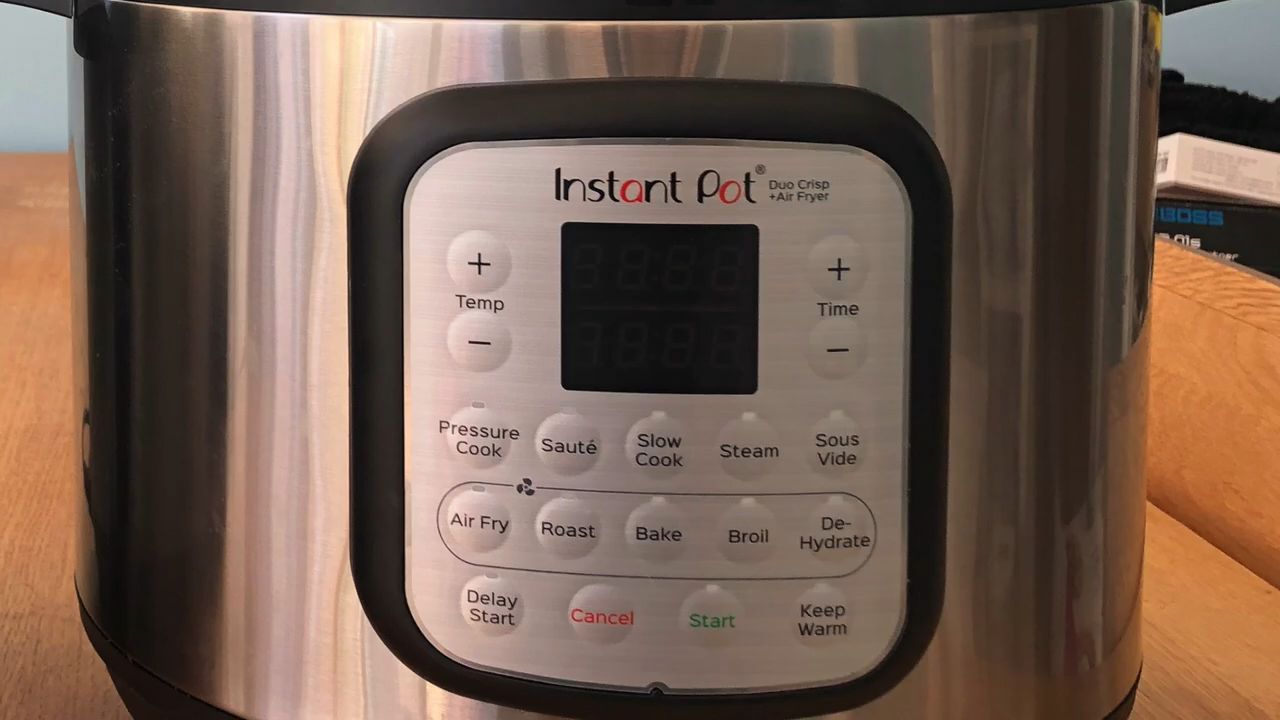 Instant Pot®
Duo Crisp
+Air Fryer
+
+
Temp
Time
−
−
Pressure
Cook
Sauté
Slow
Cook
Steam
Sous
Vide
Air Fry
Roast
Bake
Broil
De-
Hydrate
Delay
Start
Cancel
Start
Keep
Warm
BOSS